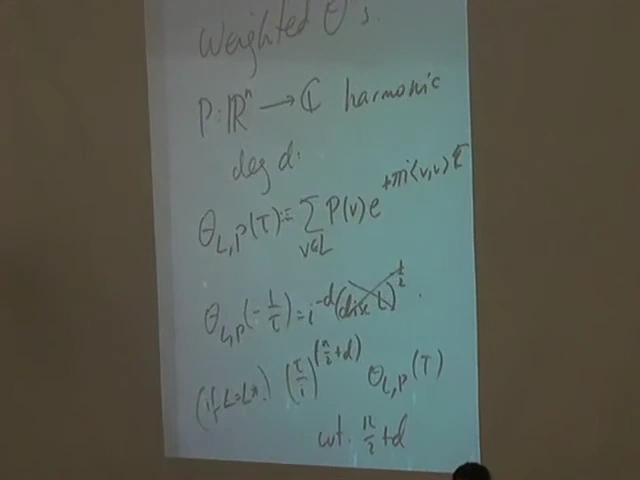 Weighted Θ's.
P: ℝⁿ → ℂ harmonic
deg d.
Θ_{L,P}(τ) := Σ_{v∈L} P(v) e^{+πi⟨v,v⟩τ}
Θ_{L,P}(-1/τ) = i^{-d} (disc L)^{1/2} .
(if L=L*.) (τ/i)^{(n/2+d)} Θ_{L,P}(τ)
wt. n/2+d